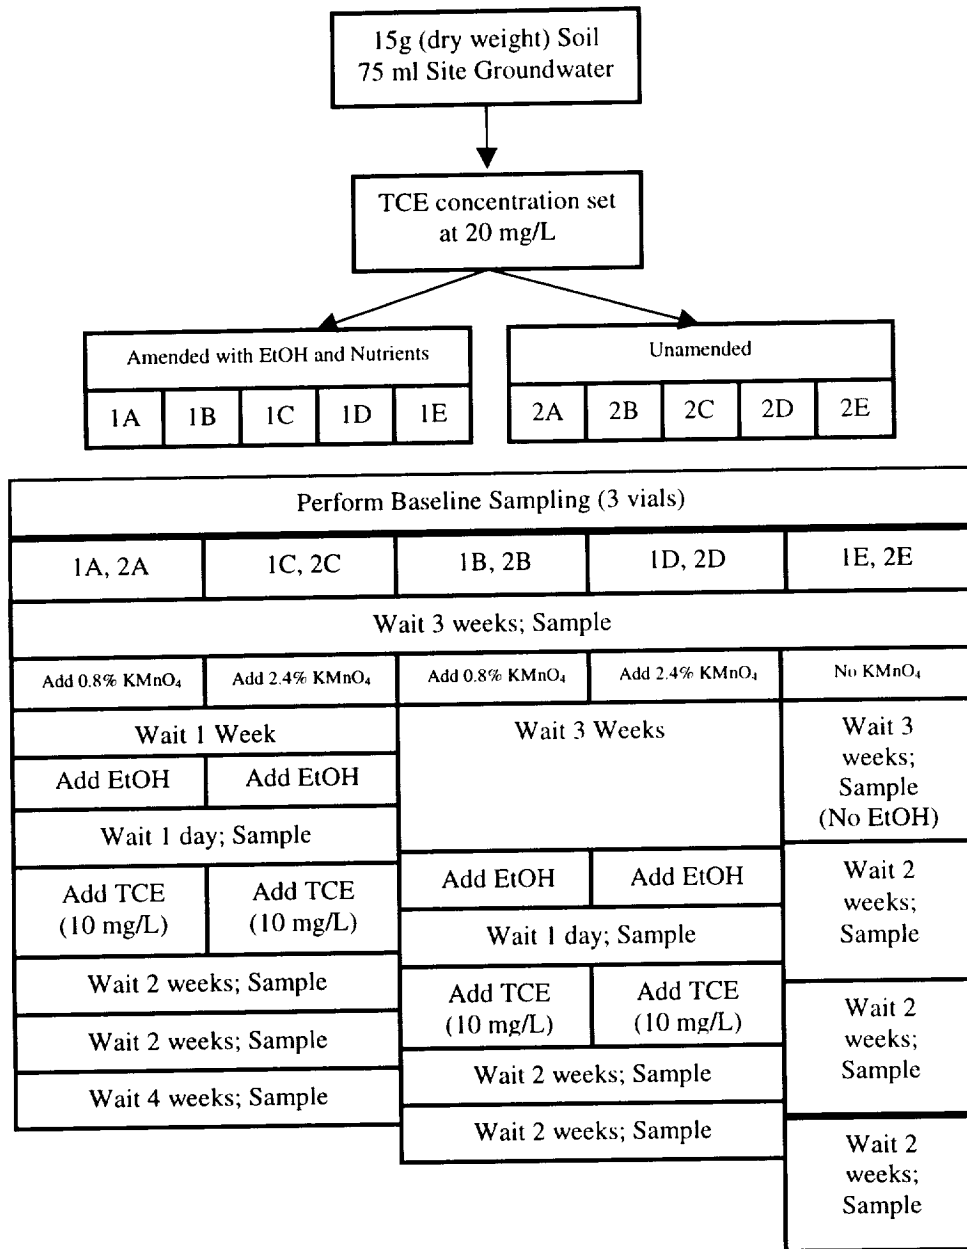 15g (dry weight) Soil
75 ml Site Groundwater
TCE concentration set
at 20 mg/L
Amended with EtOH and Nutrients
1A 1B 1C 1D 1E
Unamended
2A 2B 2C 2D 2E
Perform Baseline Sampling (3 vials)
1A, 2A 1C, 2C 1B, 2B 1D, 2D 1E, 2E
Wait 3 weeks; Sample
Add 0.8% KMnO₄ Add 2.4% KMnO₄ Add 0.8% KMnO₄ Add 2.4% KMnO₄ No KMnO₄
Wait 1 Week
Add EtOH Add EtOH
Wait 1 day; Sample
Add TCE
(10 mg/L)
Add TCE
(10 mg/L)
Wait 2 weeks; Sample
Wait 2 weeks; Sample
Wait 4 weeks; Sample
Wait 3 Weeks
Add EtOH Add EtOH
Wait 1 day; Sample
Add TCE
(10 mg/L)
Add TCE
(10 mg/L)
Wait 2 weeks; Sample
Wait 2 weeks; Sample
Wait 3
weeks;
Sample
(No EtOH)
Wait 2
weeks;
Sample
Wait 2
weeks;
Sample
Wait 2
weeks;
Sample